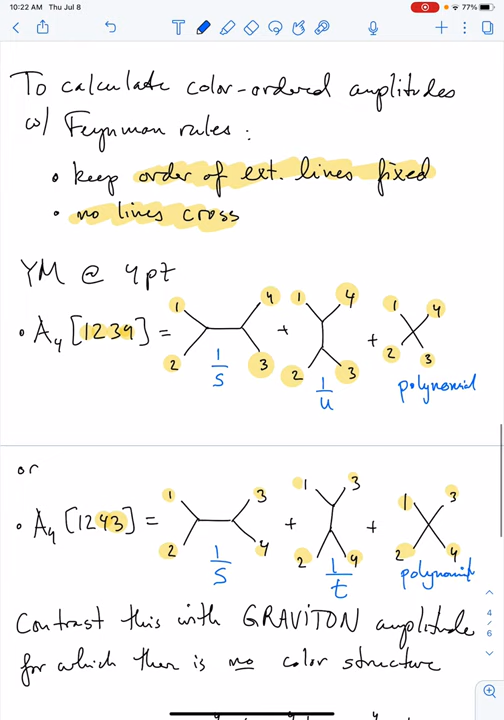 10:22 AM Tue Jul 8
77%
To calculate color-ordered amplitudes
w/ Feynman rules:
• keep order of ext. lines fixed
• no lines cross
YM @ 4pt
• A4 [1234] = 1 2 3 4 1/s + 1 4 2 3 1/u + 1 4 2 3 polynomial
or
• A4 [1243] = 1 2 3 4 1/s + 1 3 2 4 1/t + 1 3 2 4 polynomial
Contrast this with GRAVITON amplitude
for which there is no color structure
4
6